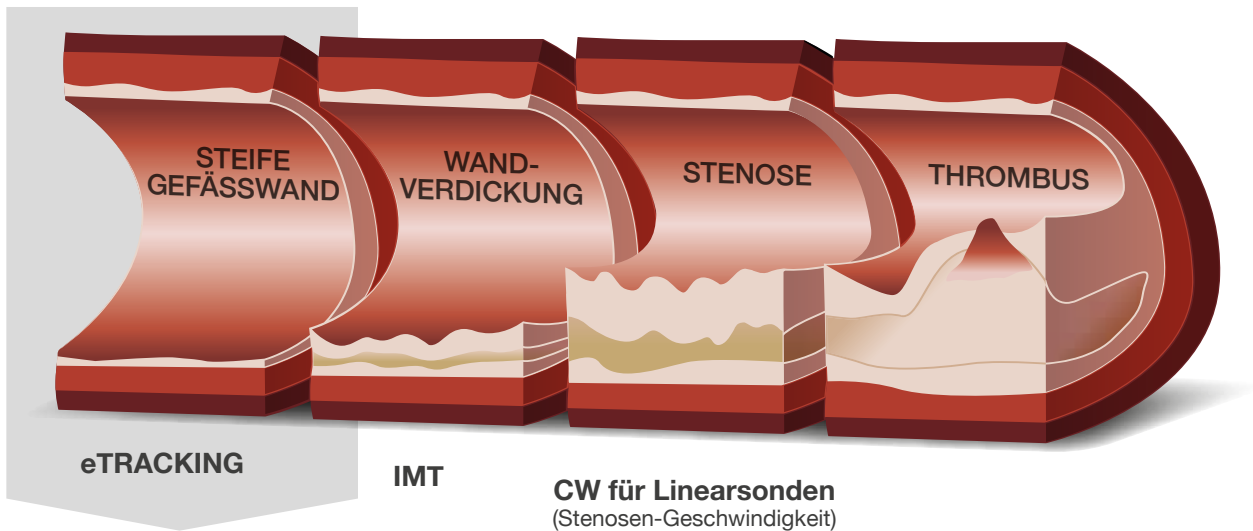 STEIFE
GEFÄSSWAND
WAND-
VERDICKUNG
STENOSE
THROMBUS
eTRACKING
IMT
CW für Linearsonden
(Stenosen-Geschwindigkeit)